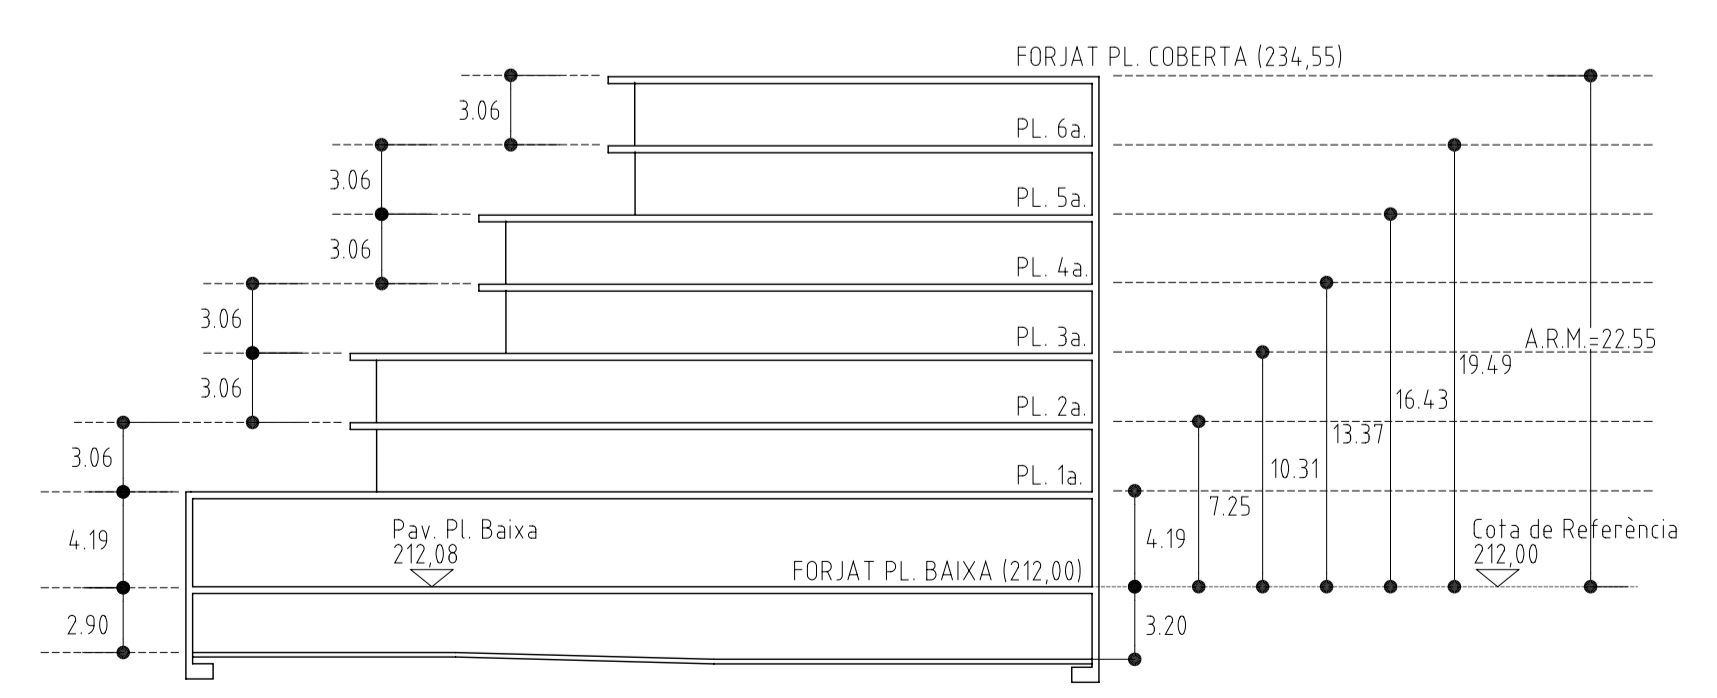 FORJAT PL. COBERTA (234,55)
3.06
PL. 6a.
3.06
PL. 5a.
3.06
PL. 4a.
3.06
PL. 3a.
A.R.M.=22.55
19.49
3.06
PL. 2a.
16.43
13.37
3.06
PL. 1a.
10.31
7.25
4.19
Pav. Pl. Baixa
212,08
FORJAT PL. BAIXA (212,00)
4.19
Cota de Referència
212,00
2.90
3.20